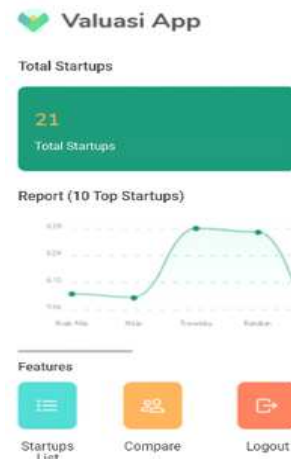 Valuasi App
Total Startups
21
Total Startups
Report (10 Top Startups)
Features
Startups
List
Compare
Logout